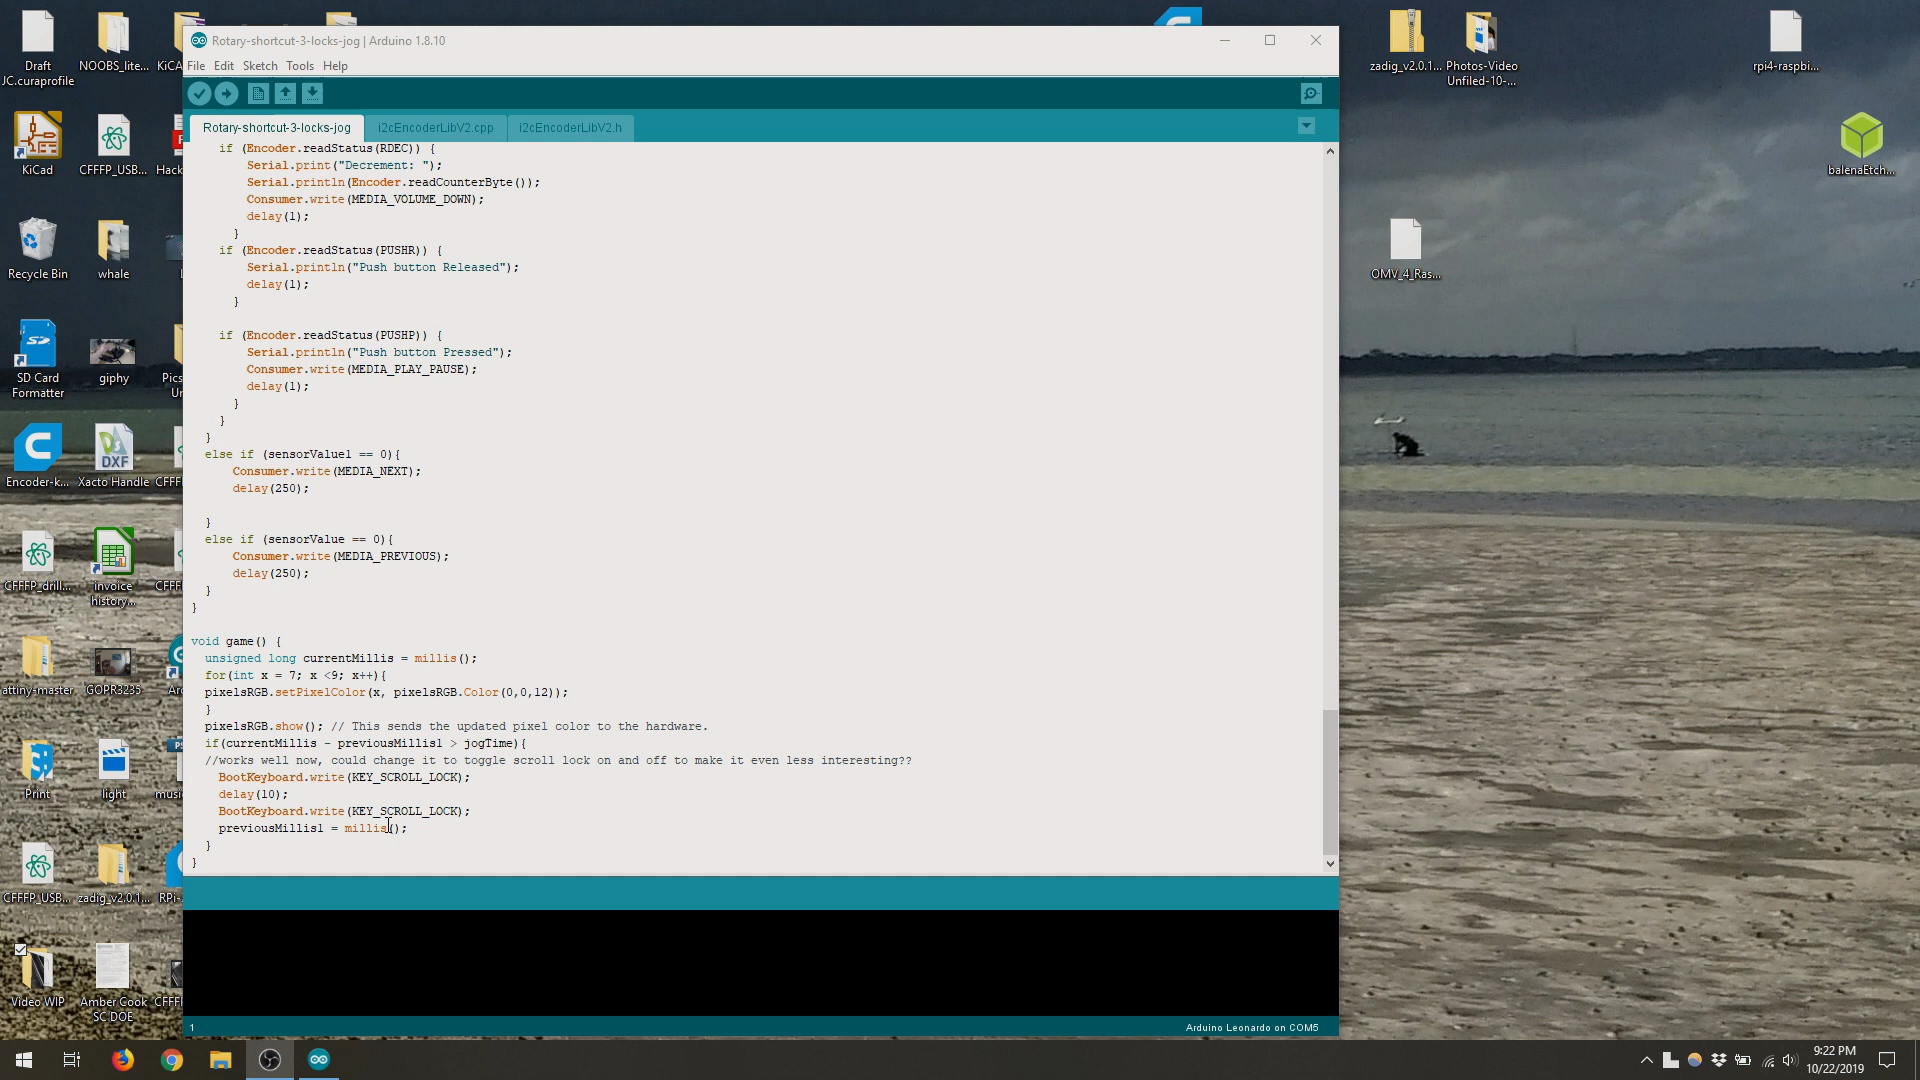 Rotary-shortcut-3-locks-jog | Arduino 1.8.10
File Edit Sketch Tools Help
Rotary-shortcut-3-locks-jog
i2cEncoderLibV2.cpp
i2cEncoderLibV2.h
if (Encoder.readStatus(RDEC)) {
Serial.print("Decrement: ");
Serial.println(Encoder.readCounterByte());
Consumer.write(MEDIA_VOLUME_DOWN);
delay(1);
}
if (Encoder.readStatus(PUSHR)) {
Serial.println("Push button Released");
delay(1);
}
if (Encoder.readStatus(PUSHP)) {
Serial.println("Push button Pressed");
Consumer.write(MEDIA_PLAY_PAUSE);
delay(1);
}
}
}
else if (sensorValue1 == 0){
Consumer.write(MEDIA_NEXT);
delay(250);
}
else if (sensorValue == 0){
Consumer.write(MEDIA_PREVIOUS);
delay(250);
}
}
void game() {
unsigned long currentMillis = millis();
for(int x = 7; x <9; x++){
pixelsRGB.setPixelColor(x, pixelsRGB.Color(0,0,12));
}
pixelsRGB.show(); // This sends the updated pixel color to the hardware.
if(currentMillis - previousMillis1 > jogTime){
//works well now, could change it to toggle scroll lock on and off to make it even less interesting??
BootKeyboard.write(KEY_SCROLL_LOCK);
delay(10);
BootKeyboard.write(KEY_SCROLL_LOCK);
previousMillis1 = millis();
}
}
1
Arduino Leonardo on COM5
Draft
JC.curaprofile
NOOBS_lite...
KiCad
CFFFP_USB...
Recycle Bin
whale
SD Card
Formatter
giphy
Encoder-k...
Xacto Handle
CFFFP_drill...
invoice
history...
attiny-master
GOPR3235
Print
light
CFFFP_USB...
zadig_v2.0.1...
Video WIP
Amber Cook
SC DOE
zadig_v2.0.1...
Photos-Video
Unfiled-10-...
rpi4-raspbi...
balenaEtch...
OMV_4_Ras...
9:22 PM
10/22/2019